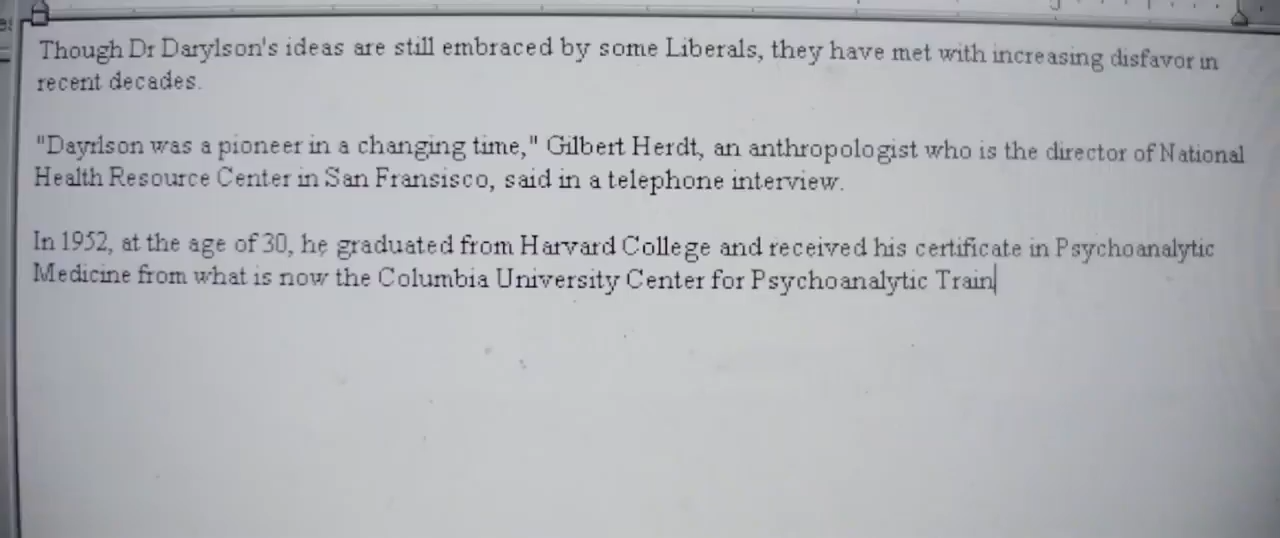 Though Dr Darylson's ideas are still embraced by some Liberals, they have met with increasing disfavor in
recent decades.
"Dayrlson was a pioneer in a changing time," Gilbert Herdt, an anthropologist who is the director of National
Health Resource Center in San Fransisco, said in a telephone interview.
In 1952, at the age of 30, he graduated from Harvard College and received his certificate in Psychoanalytic
Medicine from what is now the Columbia University Center for Psychoanalytic Train